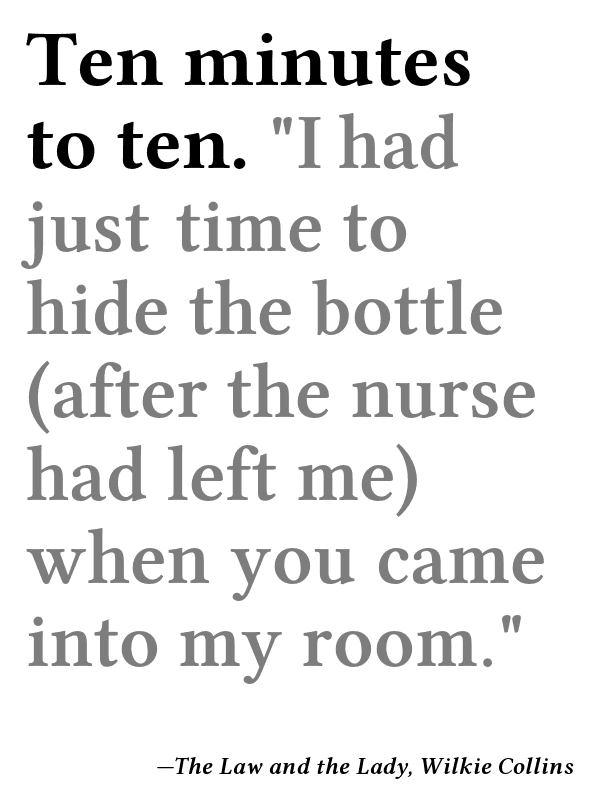 Ten minutes
to ten. "I had
just time to
hide the bottle
(after the nurse
had left me)
when you came
into my room."
—The Law and the Lady, Wilkie Collins